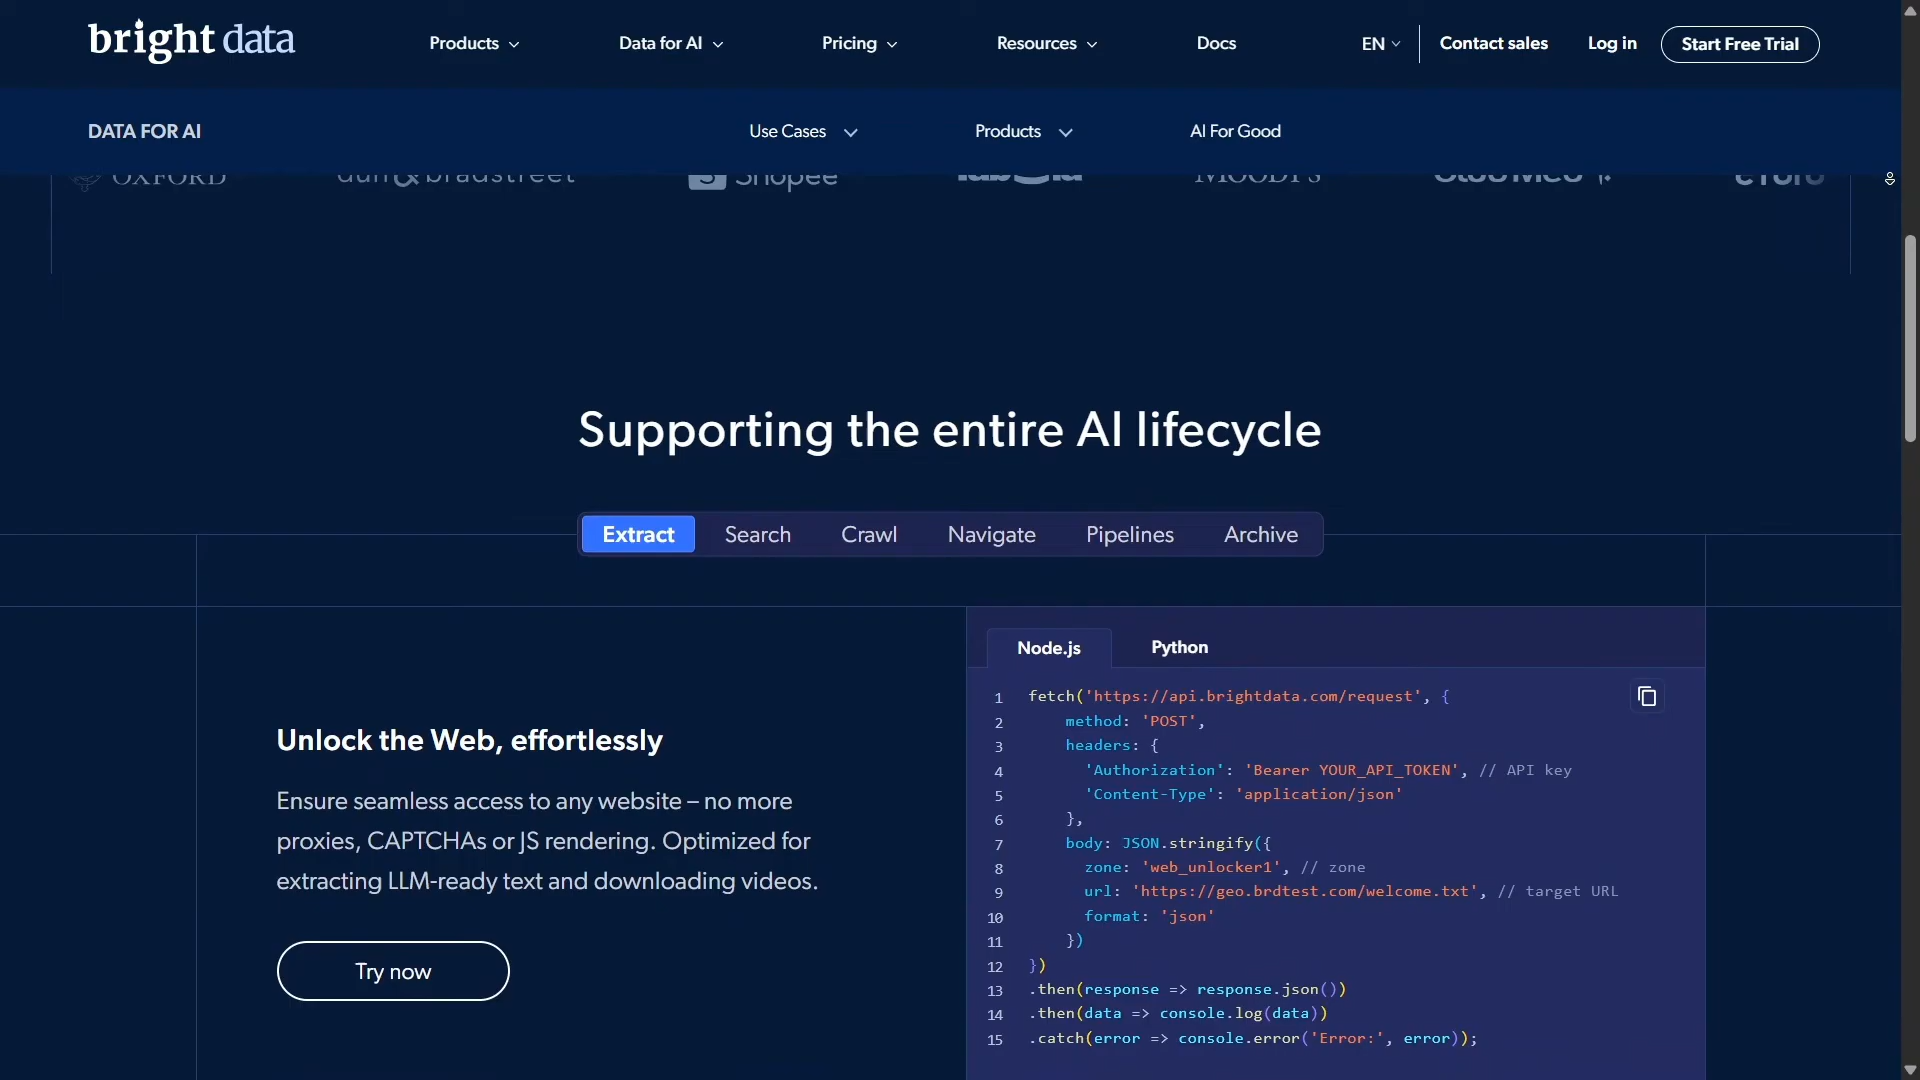 bright data
Products
Data for AI
Pricing
Resources
Docs
EN
Contact sales
Log in
Start Free Trial
DATA FOR AI
Use Cases
Products
AI For Good
OXFORD
dun & bradstreet
Shopee
MOODY'S
eToro
Supporting the entire AI lifecycle
Extract
Search
Crawl
Navigate
Pipelines
Archive
Unlock the Web, effortlessly
Ensure seamless access to any website – no more
proxies, CAPTCHAs or JS rendering. Optimized for
extracting LLM-ready text and downloading videos.
Try now
Node.js
Python
1 fetch('https://api.brightdata.com/request', {
2 method: 'POST',
3 headers: {
4 'Authorization': 'Bearer YOUR_API_TOKEN', // API key
5 'Content-Type': 'application/json'
6 },
7 body: JSON.stringify({
8 zone: 'web_unlocker1', // zone
9 url: 'https://geo.brdtest.com/welcome.txt', // target URL
10 format: 'json'
11 })
12 })
13 .then(response => response.json())
14 .then(data => console.log(data))
15 .catch(error => console.error('Error:', error));